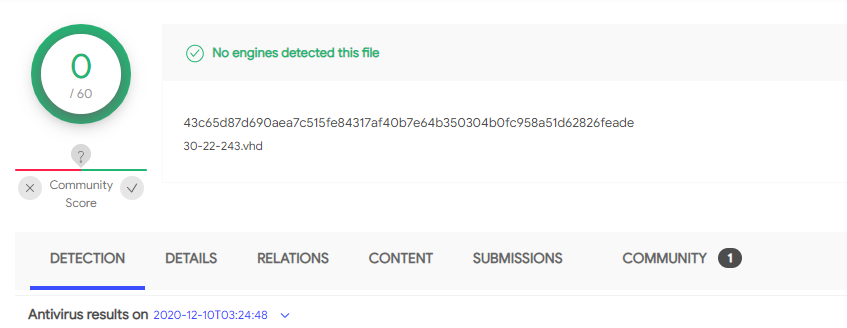 0
/ 60
No engines detected this file
43c65d87d690aea7c515fe84317af40b7e64b350304b0fc958a51d62826feade
30-22-243.vhd
?
Community
Score
DETECTION DETAILS RELATIONS CONTENT SUBMISSIONS COMMUNITY 1
Antivirus results on 2020-12-10T03:24:48